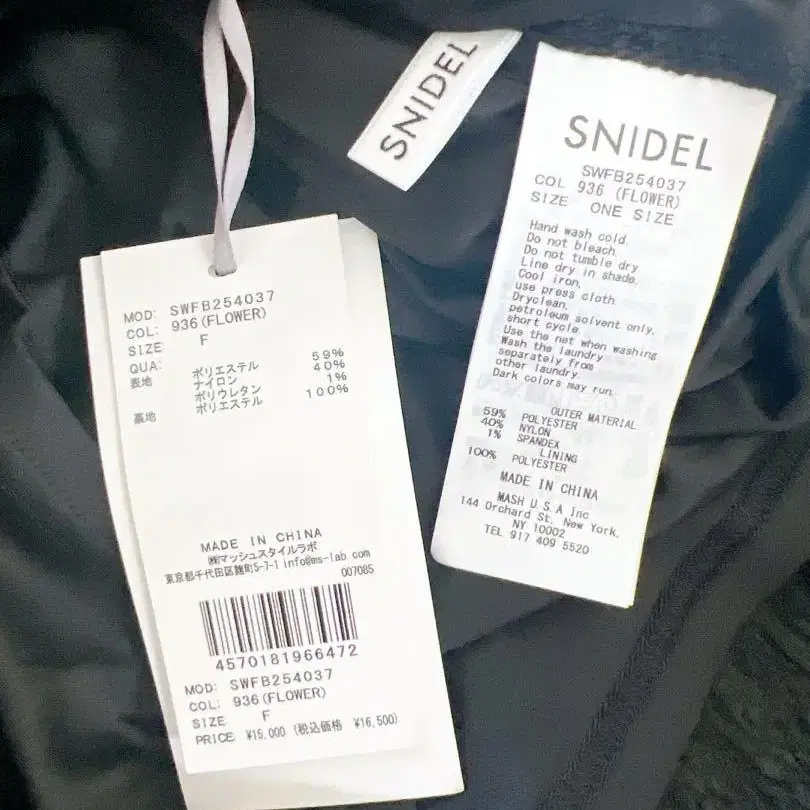 SNIDEL
SNIDEL
SWFB254037
COL 936 (FLOWER)
SIZE ONE SIZE
Hand wash cold.
Do not bleach.
Do not tumble dry
Line dry in shade.
Cool iron,
use press cloth.
Dryclean,
petroleum solvent only,
short cycle.
Use the net when washing.
Wash the laundry
separately from
other laundry.
Dark colors may run.
OUTER MATERIAL
59% POLYESTER
40% NYLON
1% SPANDEX
LINING
100% POLYESTER
MADE IN CHINA
MASH U.S.A Inc
144 Orchard St. New York,
NY 10002
TEL 917 409 5520
MOD: SWFB254037
COL: 936(FLOWER)
SIZE F
QUA:
表地 ポリエステル 59%
ナイロン 40%
ポリウレタン 1%
裏地 ポリエステル 100%
MADE IN CHINA
㈱マッシュスタイルラボ
東京都千代田区麹町5-7-1 info@ms-lab.com
007085
4570181966472
MOD: SWFB254037
COL: 936(FLOWER)
SIZE F
PRICE ¥15,000 (税込価格 ¥16,500)